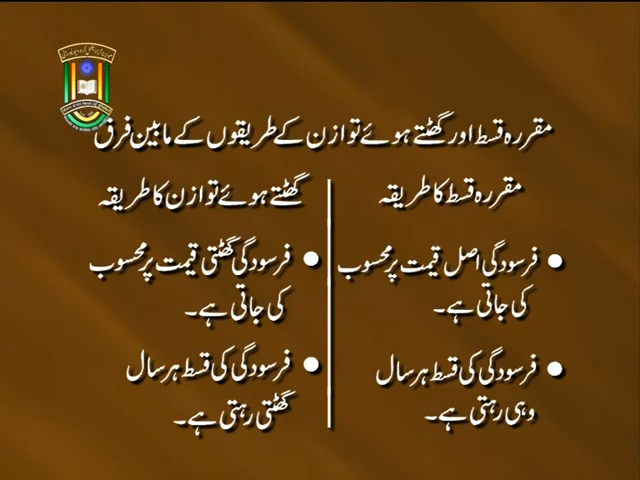 مقررہ قسط اور گھٹتے ہوئے توازن کے طریقوں کے مابین فرق
مقررہ قسط کا طریقہ
● فرسودگی اصل قیمت پر محسوب
کی جاتی ہے۔
● فرسودگی کی قسط ہر سال
وہی رہتی ہے۔
گھٹتے ہوئے توازن کا طریقہ
● فرسودگی گھٹتی قیمت پر محسوب
کی جاتی ہے۔
● فرسودگی کی قسط ہر سال
گھٹتی رہتی ہے۔